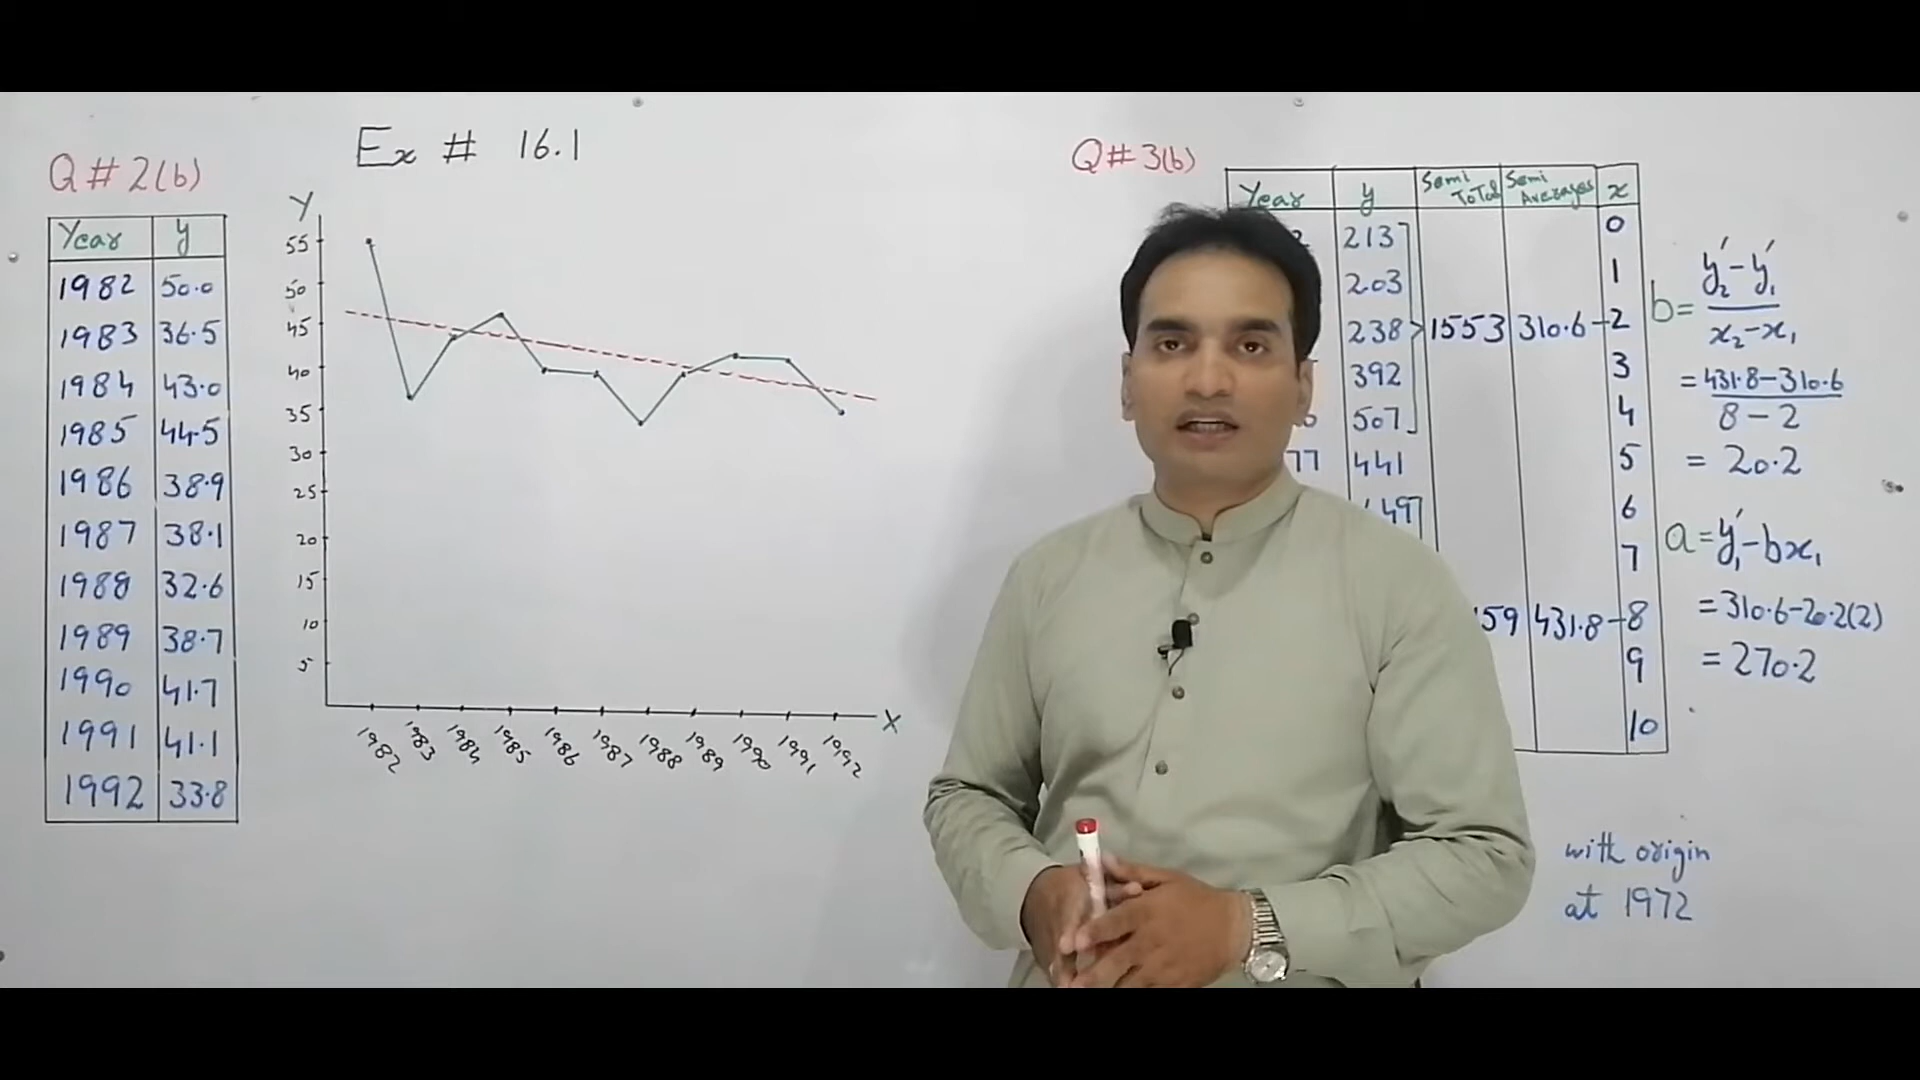 Ex # 16.1
Q # 2(b)
Year y
1982 50.0
1983 36.5
1984 43.0
1985 44.5
1986 38.9
1987 38.1
1988 32.6
1989 38.7
1990 41.7
1991 41.1
1992 33.8
Y
55
50
45
40
35
30
25
20
15
10
5
X
1982 1983 1984 1985 1986 1987 1988 1989 1990 1991 1992
Q# 3(b)
Year y Semi Total Semi Averages x
213 0
203 1
238 1553 310.6 2
392 3
507 4
77 441 5
6
7
59 431.8 8
9
10
b = y₂′ - y₁′ / x₂ - x₁
= 431.8 - 310.6 / 8 - 2
= 20.2
a = y₁′ - bx₁
= 310.6 - 20.2(2)
= 270.2
with origin
at 1972